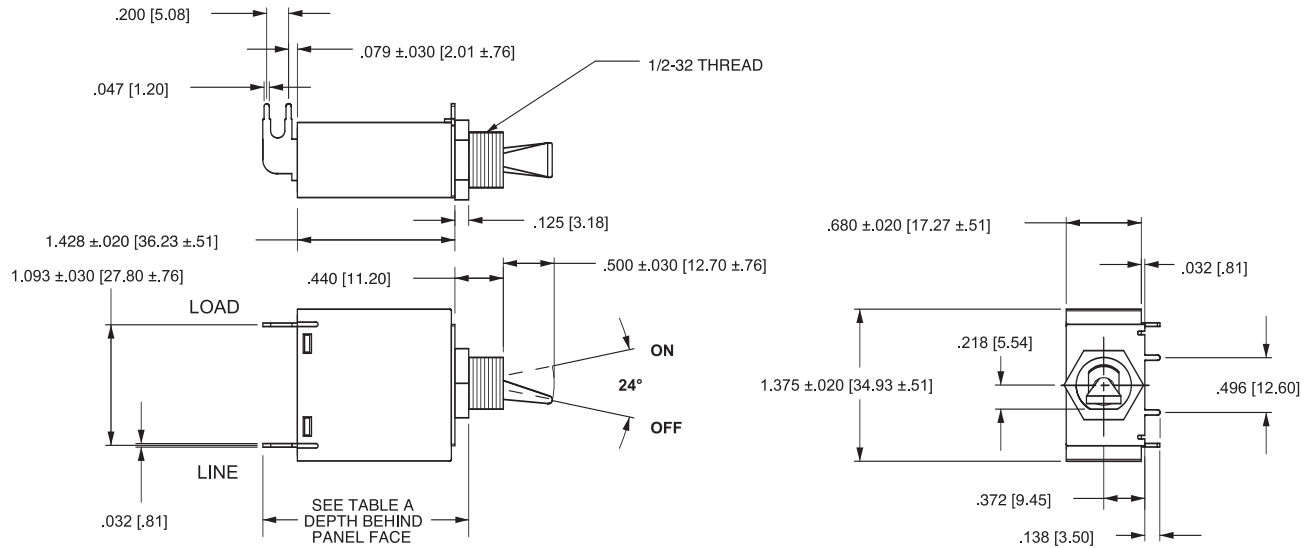 .200 [5.08]
.079 ±.030 [2.01 ±.76]
1/2-32 THREAD
.047 [1.20]
.125 [3.18]
.680 ±.020 [17.27 ±.51]
1.428 ±.020 [36.23 ±.51]
.440 [11.20]
.500 ±.030 [12.70 ±.76]
1.093 ±.030 [27.80 ±.76]
.032 [.81]
LOAD
ON
24°
OFF
.218 [5.54]
1.375 ±.020 [34.93 ±.51]
.496 [12.60]
LINE
.032 [.81]
SEE TABLE A
DEPTH BEHIND
PANEL FACE
.372 [9.45]
.138 [3.50]